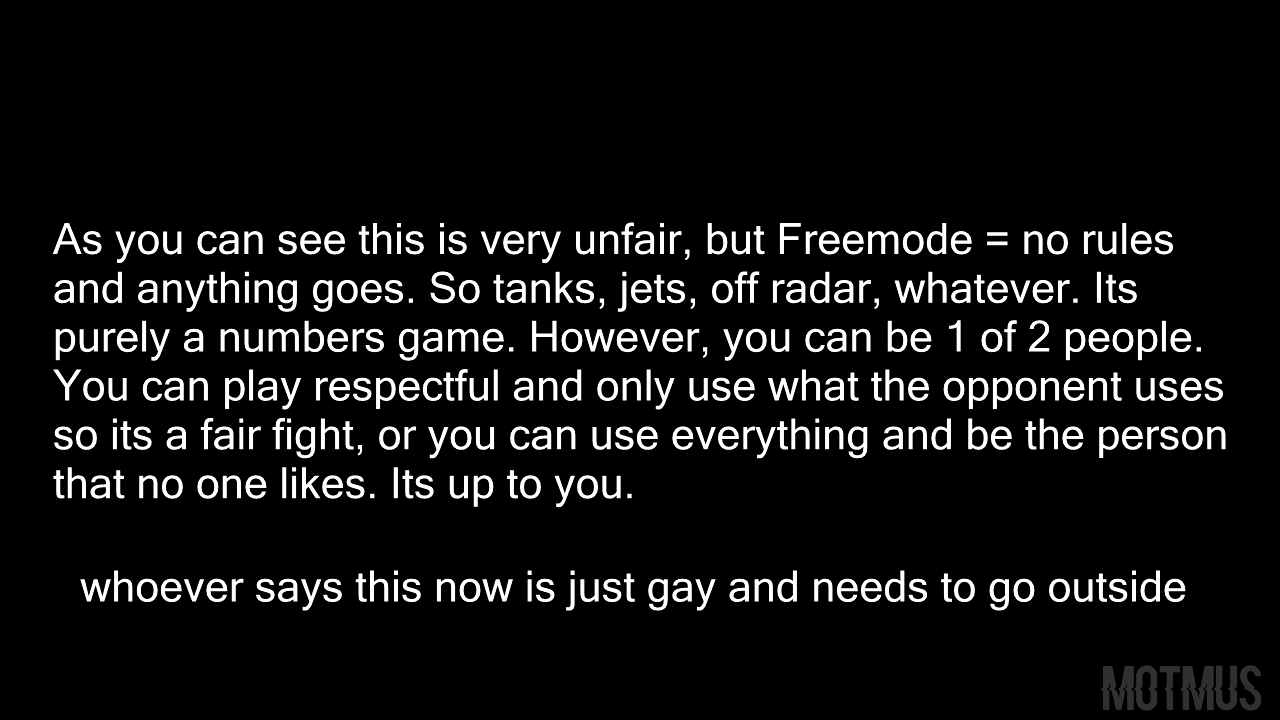 As you can see this is very unfair, but Freemode = no rules
and anything goes. So tanks, jets, off radar, whatever. Its
purely a numbers game. However, you can be 1 of 2 people.
You can play respectful and only use what the opponent uses
so its a fair fight, or you can use everything and be the person
that no one likes. Its up to you.
whoever says this now is just gay and needs to go outside
MOTMUS